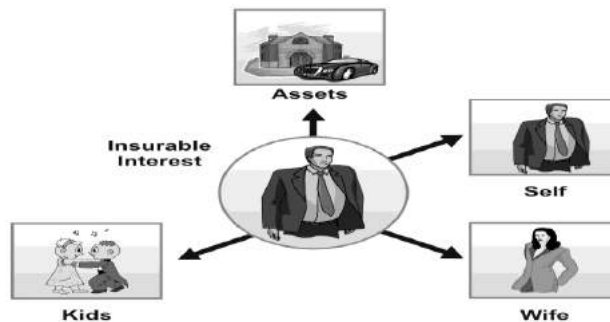 Assets
Insurable
Interest
Self
Kids
Wife